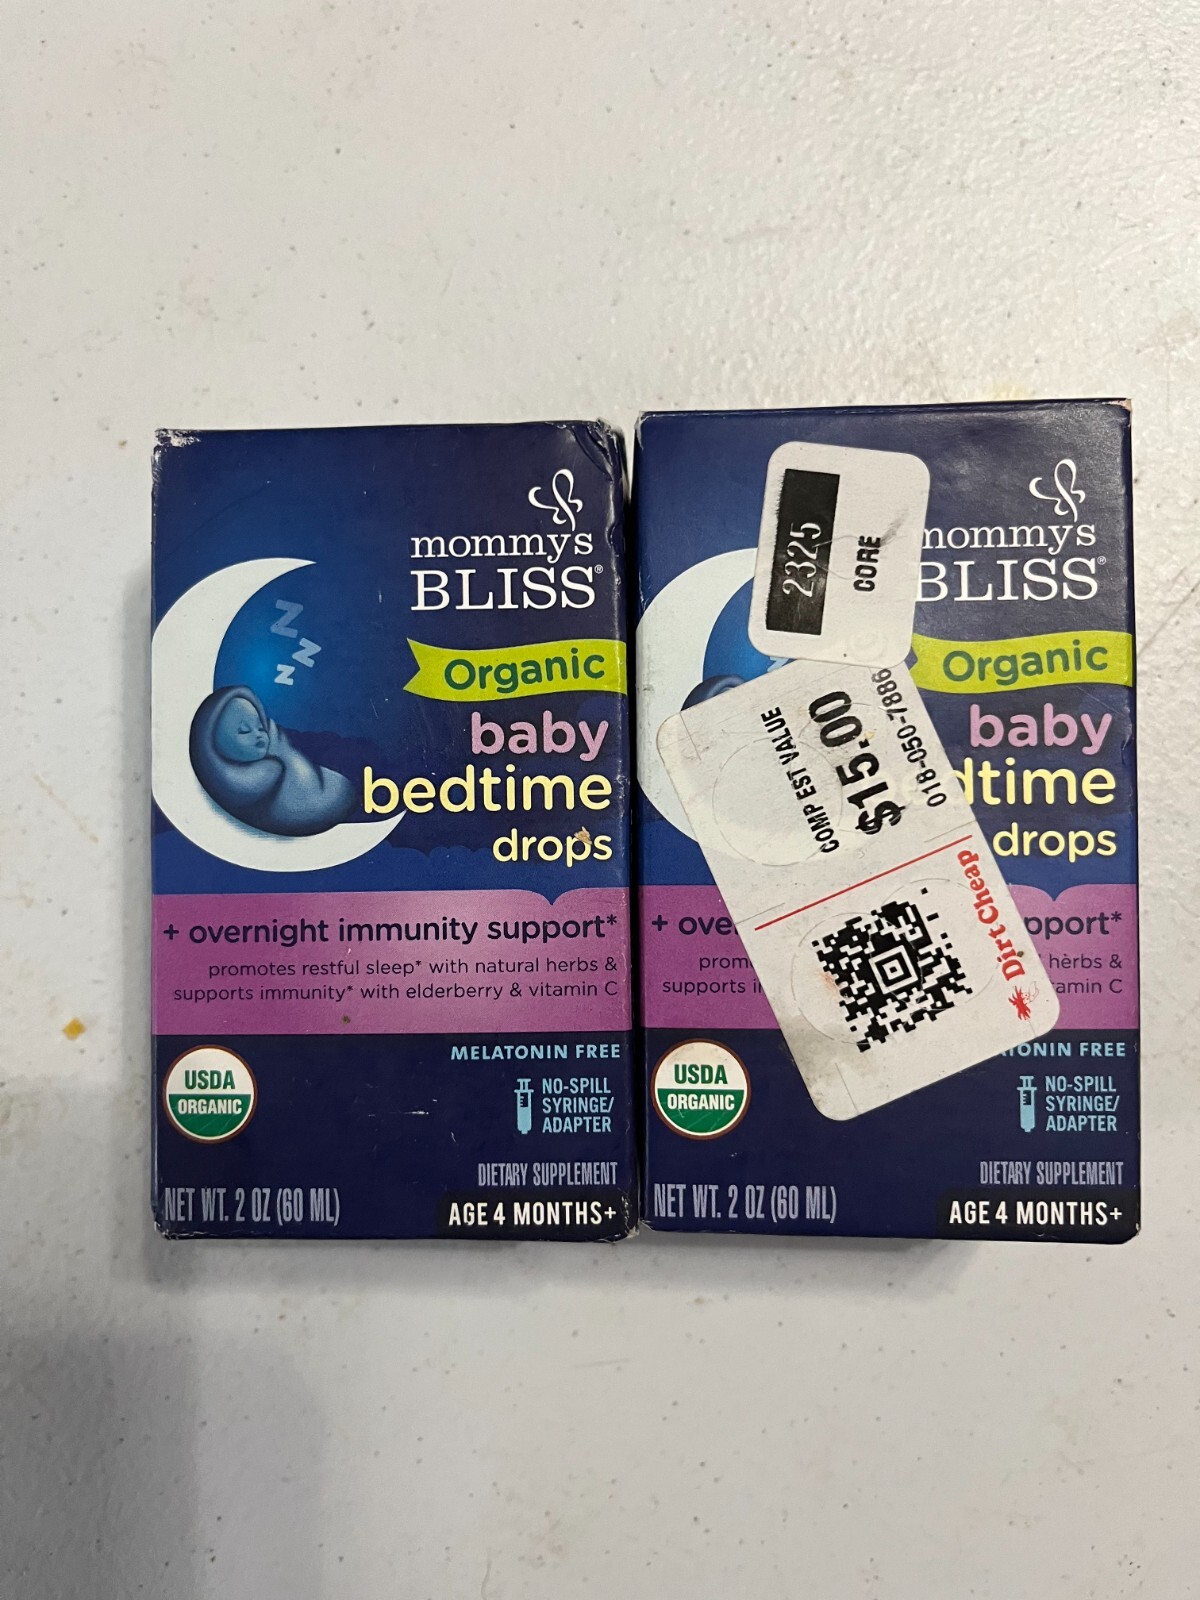 mommy's
BLISS®
Organic
baby
bedtime
drops
+ overnight immunity support*
promotes restful sleep* with natural herbs &
supports immunity* with elderberry & vitamin C
MELATONIN FREE
USDA
ORGANIC
NO-SPILL
SYRINGE/
ADAPTER
DIETARY SUPPLEMENT
NET WT. 2 OZ (60 ML)
AGE 4 MONTHS+
Z
Z
Z
2325
CORE
mommy's
BLISS®
Organic
baby
dtime
drops
COMP EST VALUE
$15.00
018-050-7886
Dirt Cheap
+ ove
pport*
prom
herbs &
supports i
amin C
ONIN FREE
USDA
ORGANIC
NO-SPILL
SYRINGE/
ADAPTER
DIETARY SUPPLEMENT
NET WT. 2 OZ (60 ML)
AGE 4 MONTHS+